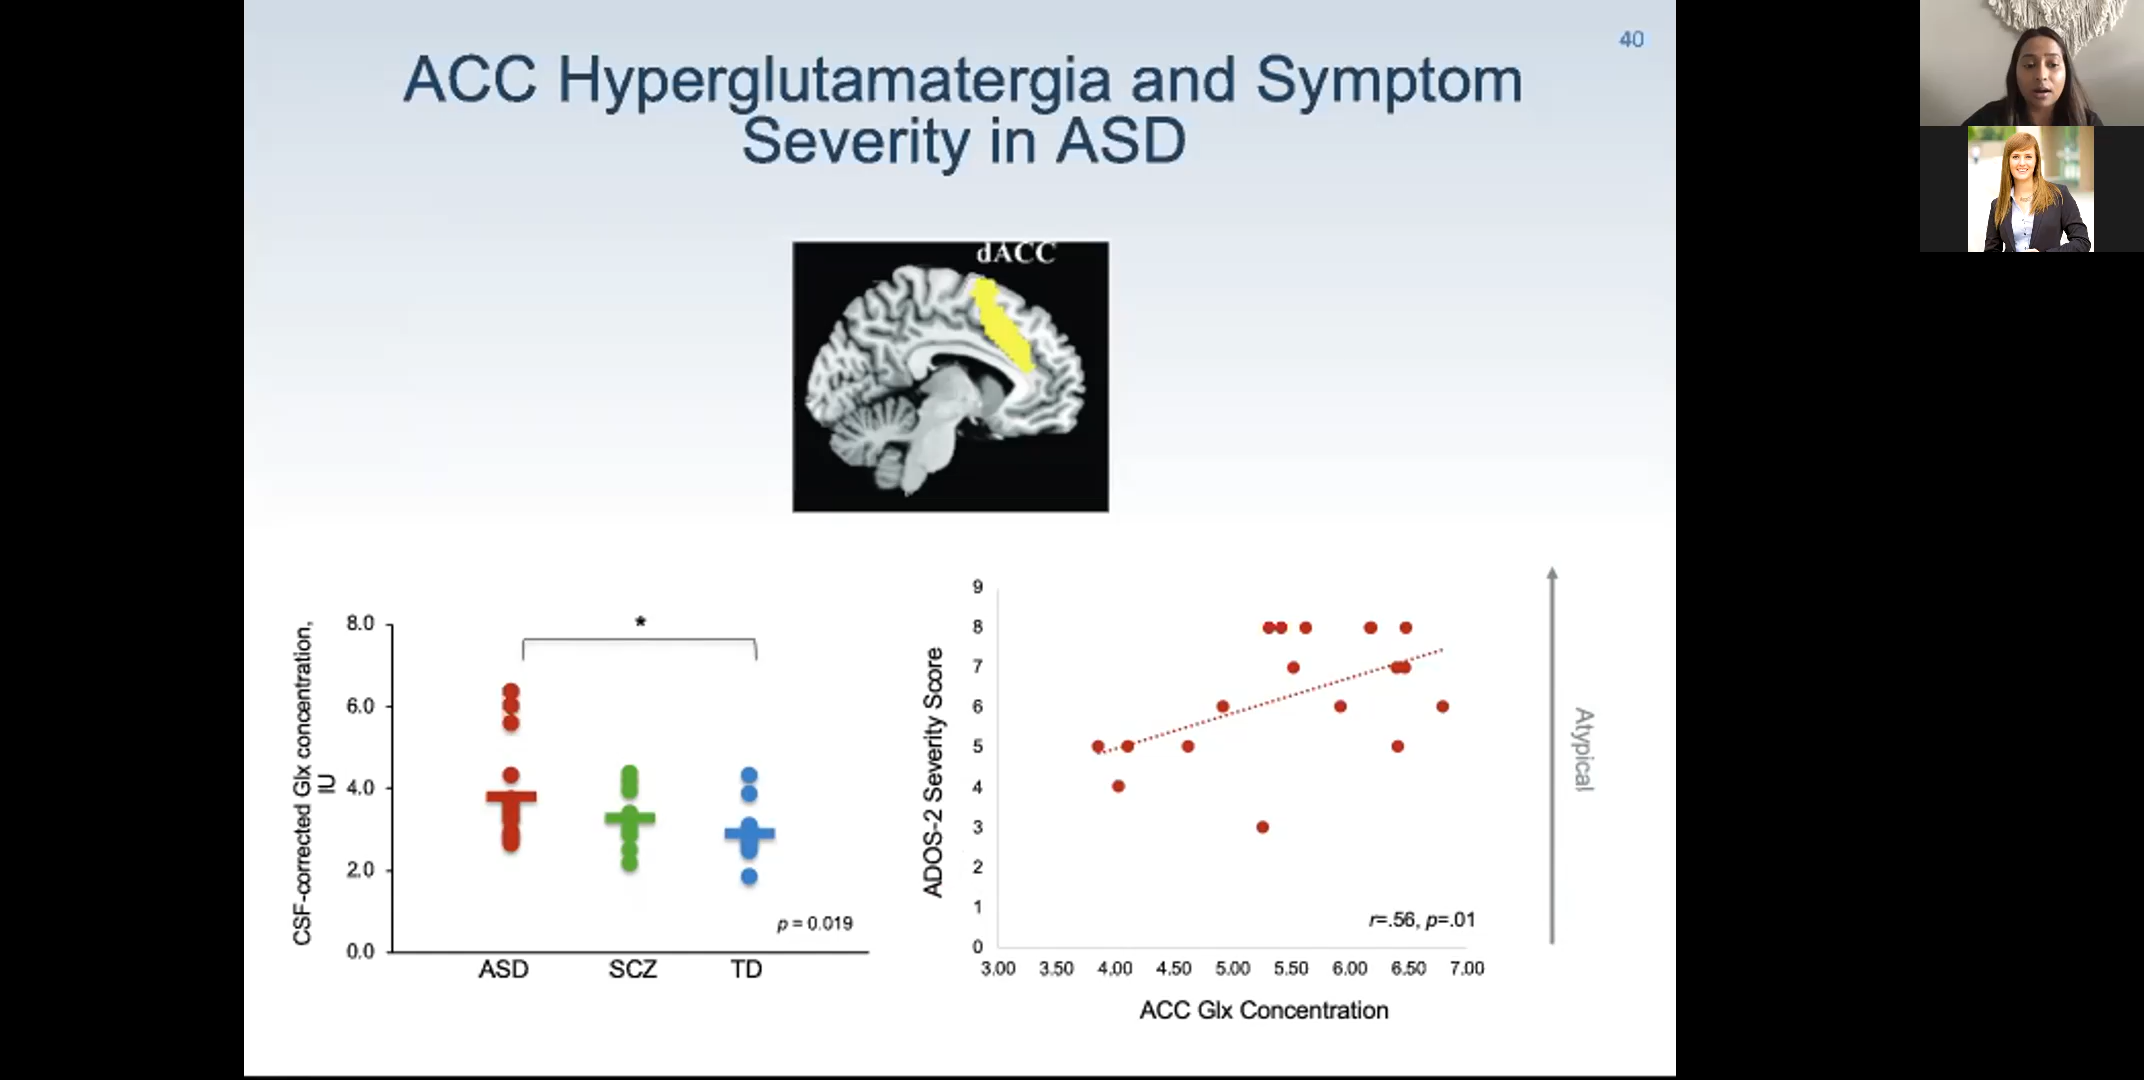 40
ACC Hyperglutamatergia and Symptom
Severity in ASD
dACC
CSF-corrected Glx concentration,
IU
8.0
6.0
4.0
2.0
0.0
*
p = 0.019
ASD SCZ TD
ADOS-2 Severity Score
9
8
7
6
5
4
3
2
1
0
r=.56, p=.01
3.00 3.50 4.00 4.50 5.00 5.50 6.00 6.50 7.00
ACC Glx Concentration
Atypical